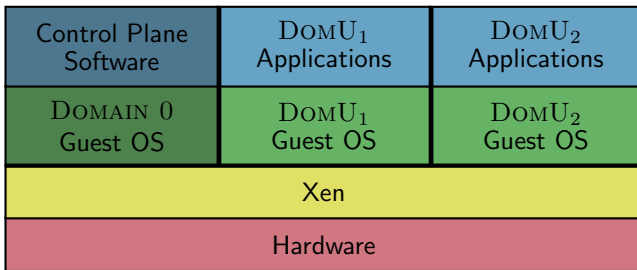 Control Plane
Software
DomU1
Applications
DomU2
Applications
Domain 0
Guest OS
DomU1
Guest OS
DomU2
Guest OS
Xen
Hardware